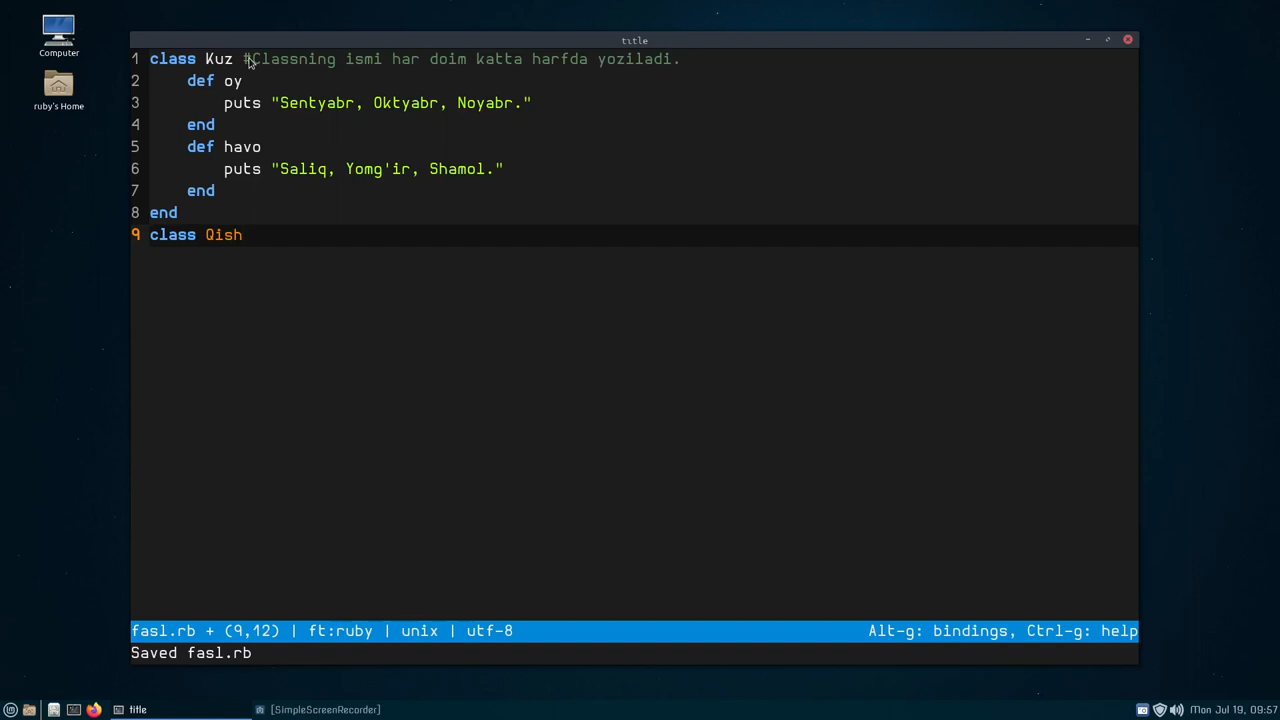 Computer
ruby's Home
title
1 class Kuz #Classning ismi har doim katta harfda yoziladi.
2     def oy
3         puts "Sentyabr, Oktyabr, Noyabr."
4     end
5     def havo
6         puts "Saliq, Yomg'ir, Shamol."
7     end
8 end
9 class Qish
fasl.rb + (9,12) | ft:ruby | unix | utf-8 Alt-g: bindings, Ctrl-g: help
Saved fasl.rb
title [SimpleScreenRecorder] Mon Jul 19, 09:57